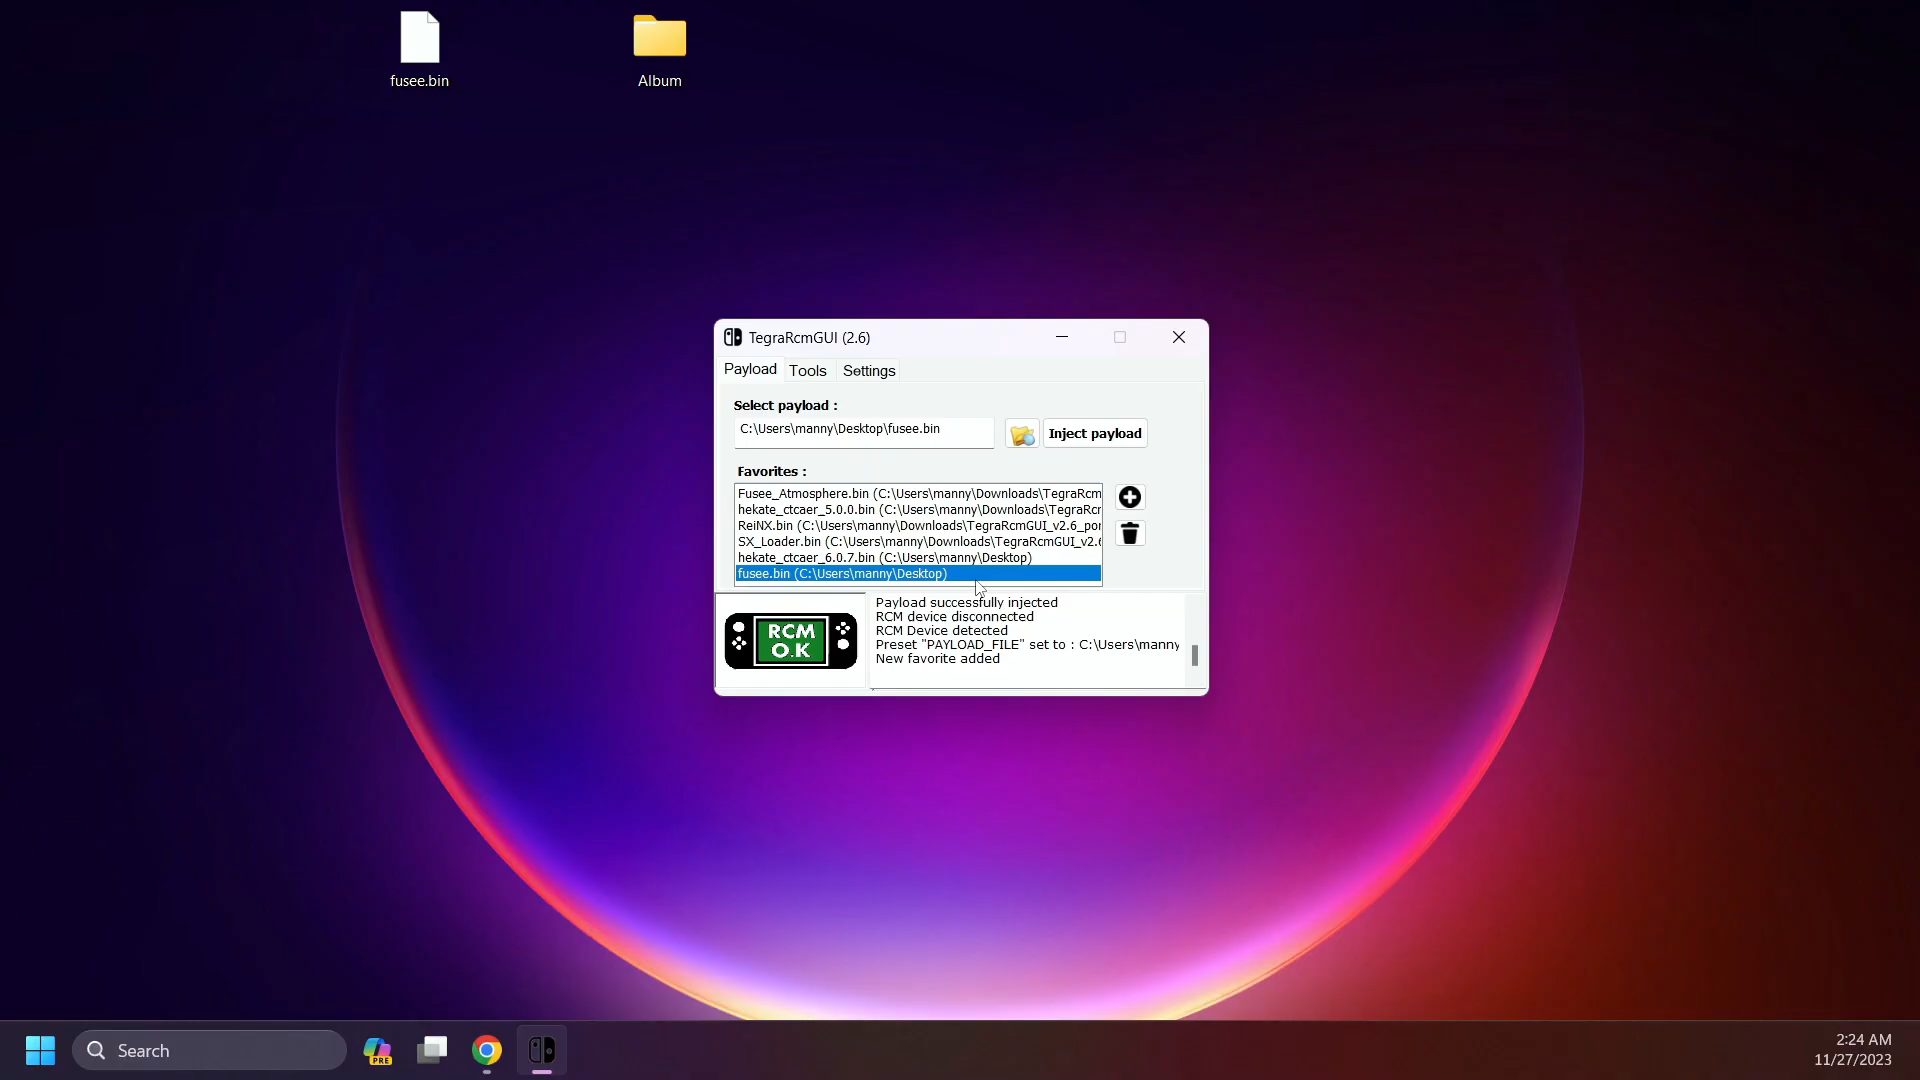 fusee.bin
Album
TegraRcmGUI (2.6)
Payload
Tools
Settings
Select payload :
C:\Users\manny\Desktop\fusee.bin
Inject payload
Favorites :
Fusee_Atmosphere.bin (C:\Users\manny\Downloads\TegraRcm
hekate_ctcaer_5.0.0.bin (C:\Users\manny\Downloads\TegraRcr
ReiNX.bin (C:\Users\manny\Downloads\TegraRcmGUI_v2.6_por
SX_Loader.bin (C:\Users\manny\Downloads\TegraRcmGUI_v2.6
hekate_ctcaer_6.0.7.bin (C:\Users\manny\Desktop)
fusee.bin (C:\Users\manny\Desktop)
RCM
O.K
Payload successfully injected
RCM device disconnected
RCM Device detected
Preset "PAYLOAD_FILE" set to : C:\Users\manny
New favorite added
Search
PRE
2:24 AM
11/27/2023